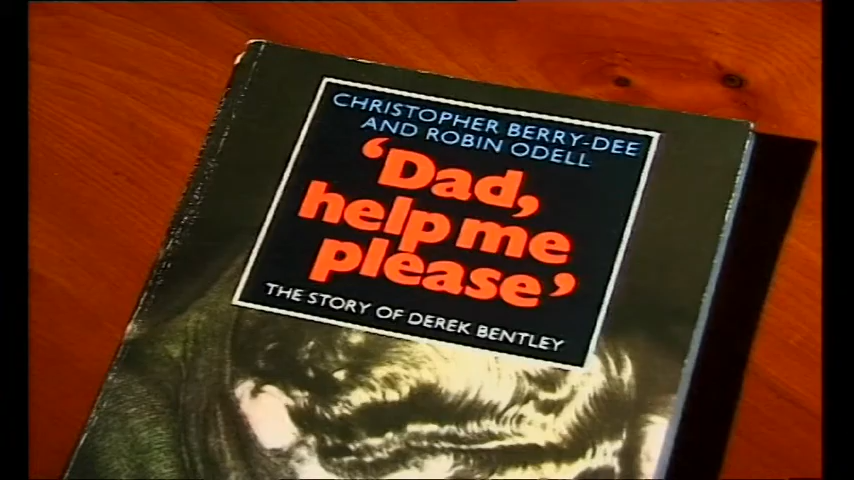 CHRISTOPHER BERRY-DEE
AND ROBIN ODELL
‘Dad,
help me
please’
THE STORY OF DEREK BENTLEY